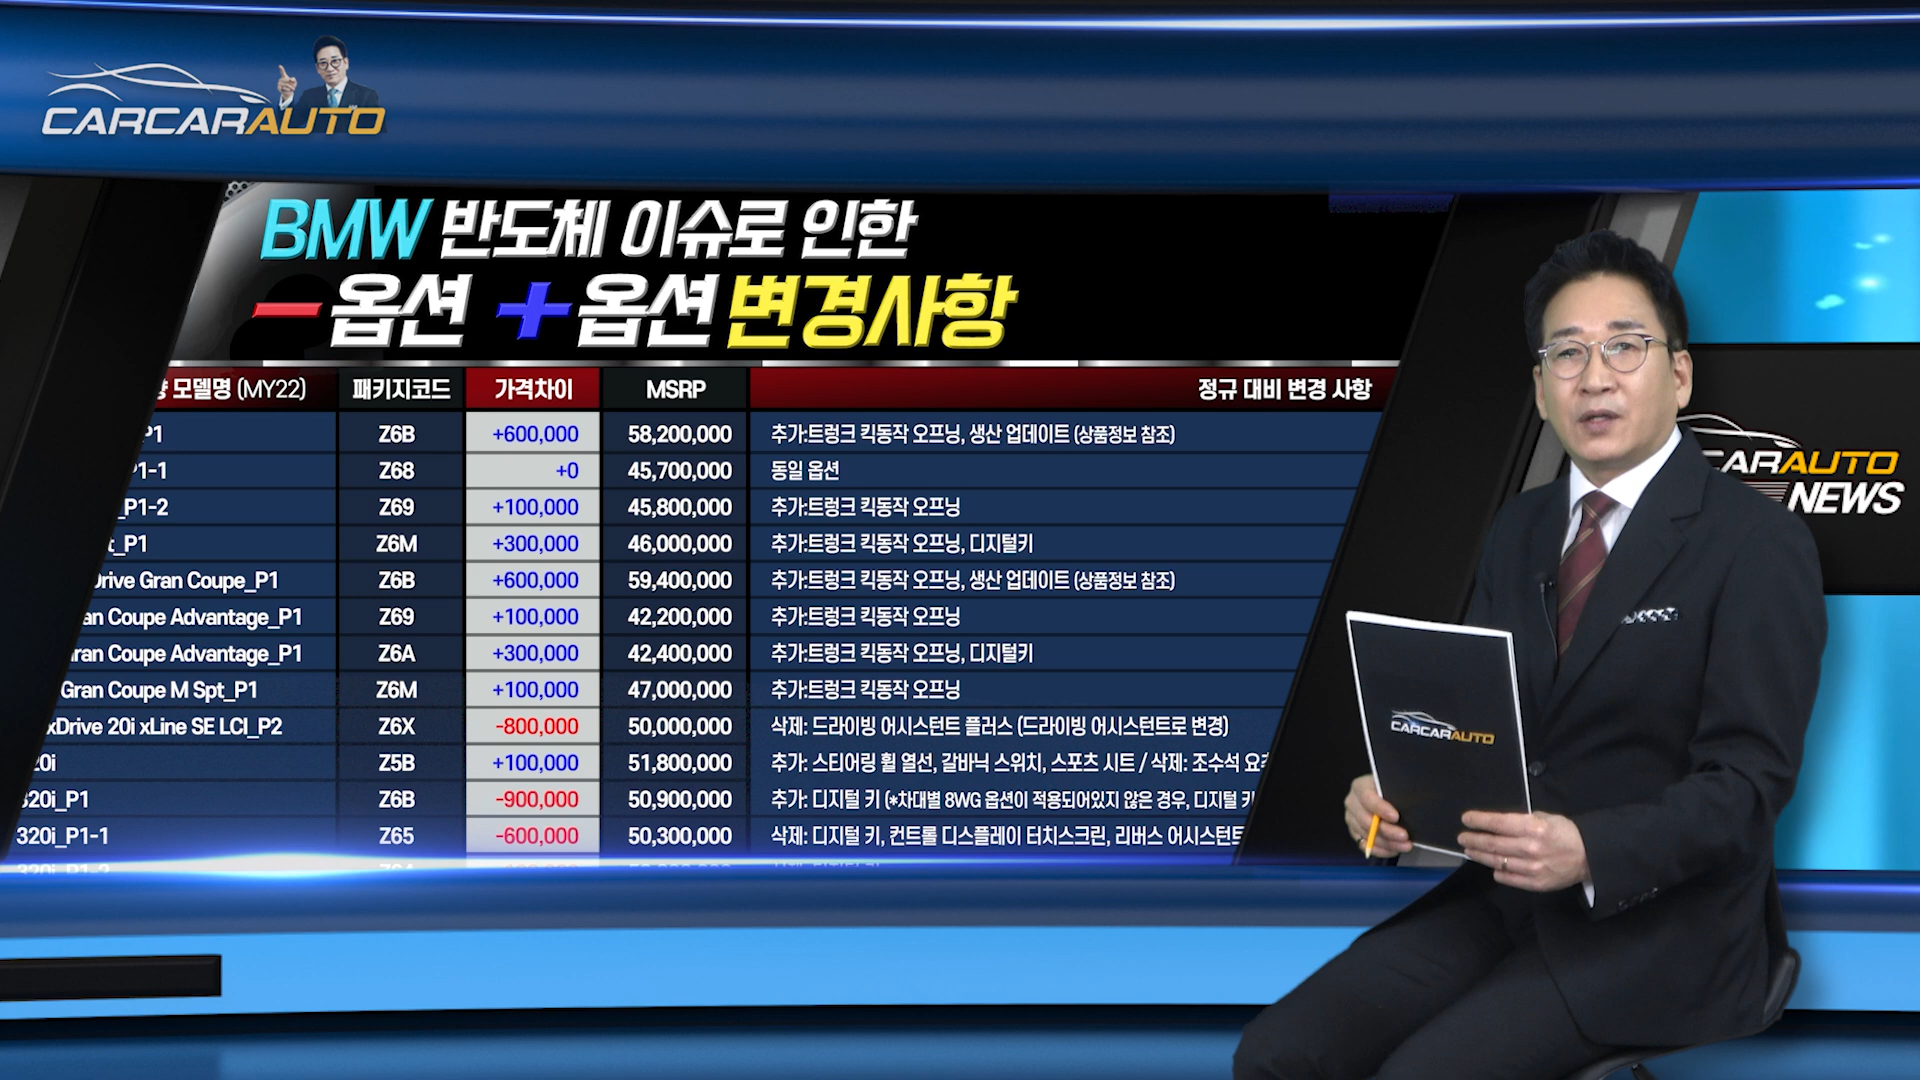 CARCARAUTO
BMW 반도체 이슈로 인한
- 옵션 + 옵션 변경사항
모델명 (MY22) 패키지코드 가격차이 MSRP 정규 대비 변경 사항
P1 Z6B +600,000 58,200,000 추가:트렁크 킥동작 오프닝, 생산 업데이트 (상품정보 참조)
P1-1 Z68 +0 45,700,000 동일 옵션
_P1-2 Z69 +100,000 45,800,000 추가:트렁크 킥동작 오프닝
t_P1 Z6M +300,000 46,000,000 추가:트렁크 킥동작 오프닝, 디지털키
Drive Gran Coupe_P1 Z6B +600,000 59,400,000 추가:트렁크 킥동작 오프닝, 생산 업데이트 (상품정보 참조)
an Coupe Advantage_P1 Z69 +100,000 42,200,000 추가:트렁크 킥동작 오프닝
ran Coupe Advantage_P1 Z6A +300,000 42,400,000 추가:트렁크 킥동작 오프닝, 디지털키
Gran Coupe M Spt_P1 Z6M +100,000 47,000,000 추가:트렁크 킥동작 오프닝
xDrive 20i xLine SE LCI_P2 Z6X -800,000 50,000,000 삭제: 드라이빙 어시스턴트 플러스 (드라이빙 어시스턴트로 변경)
20i Z5B +100,000 51,800,000 추가: 스티어링 휠 열선, 갈바닉 스위치, 스포츠 시트 / 삭제: 조수석
320i_P1 Z6B -900,000 50,900,000 추가: 디지털 키 (*차대별 8WG 옵션이 적용되어있지 않은 경우, 디지털 키
320i_P1-1 Z65 -600,000 50,300,000 삭제: 디지털 키, 컨트롤 디스플레이 터치스크린, 리버스 어시스턴트
320i_P1-2
CARAUTO
NEWS
CARCARAUTO